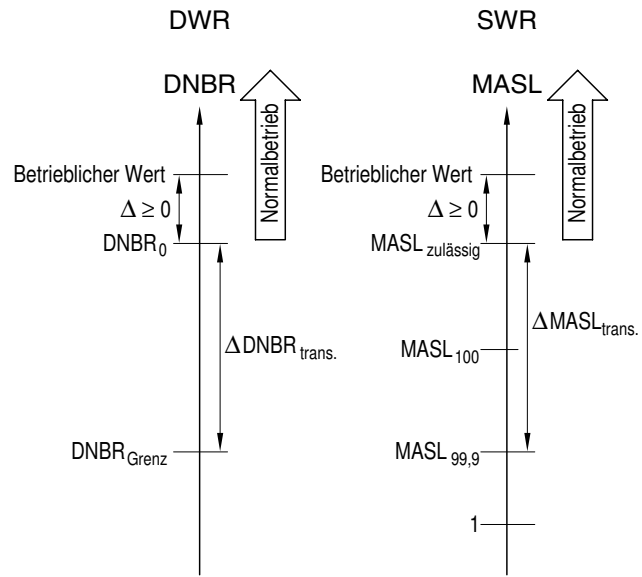 DWR
DNBR
Normalbetrieb
Betrieblicher Wert
Δ ≥ 0
DNBR0
ΔDNBRtrans.
DNBRGrenz
SWR
MASL
Normalbetrieb
Betrieblicher Wert
Δ ≥ 0
MASLzulässig
ΔMASLtrans.
MASL100
MASL99,9
1